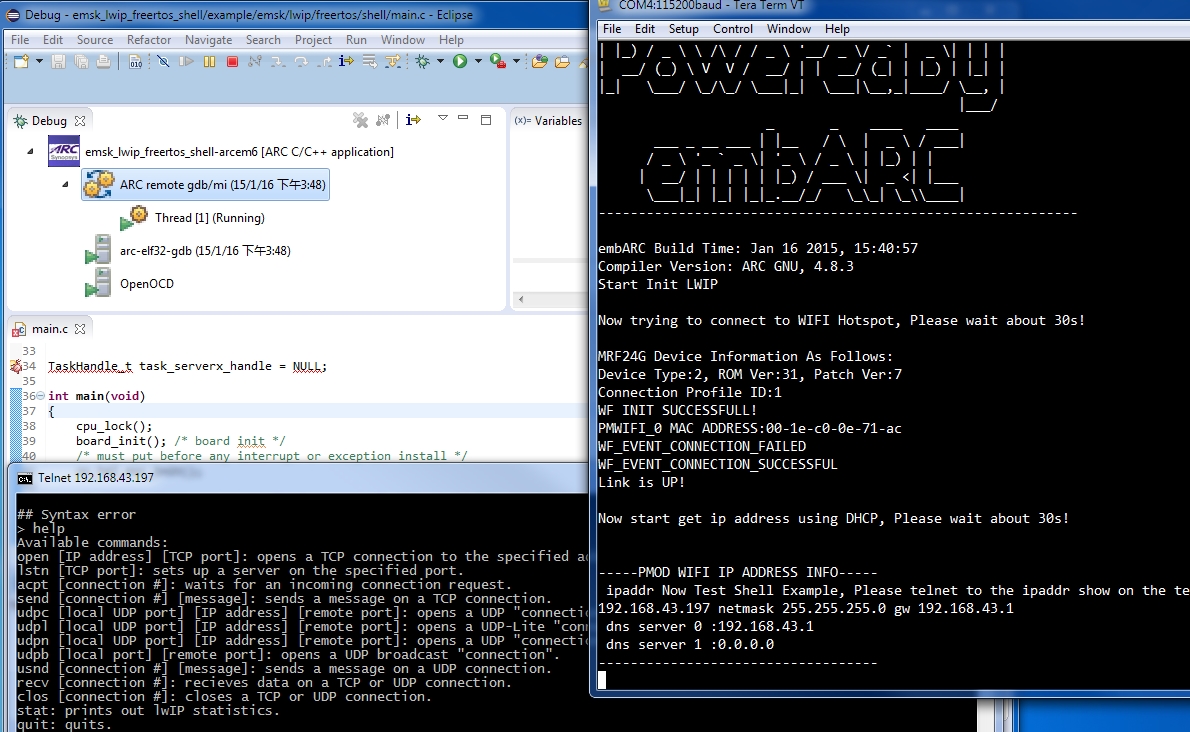 Debug - emsk_lwip_freertos_shell/example/emsk/lwip/freertos/shell/main.c - Eclipse
File Edit Source Refactor Navigate Search Project Run Window Help
Debug
(x)= Variables
ARC
Synopsys
emsk_lwip_freertos_shell-arcem6 [ARC C/C++ application]
ARC remote gdb/mi (15/1/16 下午3:48)
Thread [1] (Running)
arc-elf32-gdb (15/1/16 下午3:48)
OpenOCD
main.c
33
34 TaskHandle_t task_serverx_handle = NULL;
35
36 int main(void)
37 {
38 cpu_lock();
39 board_init(); /* board init */
40 /* must put before any interrupt or exception install */
Telnet 192.168.43.197
## Syntax error
> help
Available commands:
open [IP address] [TCP port]: opens a TCP connection to the specified
lstn [TCP port]: sets up a server on the specified port.
acpt [connection #]: waits for an incoming connection request.
send [connection #] [message]: sends a message on a TCP connection.
udpc [local UDP port] [IP address] [remote port]: opens a UDP "connection
udpl [local UDP port] [IP address] [remote port]: opens a UDP-Lite "conn
udpn [local UDP port] [IP address] [remote port]: opens a UDP "connection
udpb [local port] [remote port]: opens a UDP broadcast "connection".
usnd [connection #] [message]: sends a message on a UDP connection.
recv [connection #]: recieves data on a TCP or UDP connection.
clos [connection #]: closes a TCP or UDP connection.
stat: prints out lwIP statistics.
quit: quits.
COM4:115200baud - Tera Term VT
File Edit Setup Control Window Help
Powered by
embARC
--------------------------------------------------------
embARC Build Time: Jan 16 2015, 15:40:57
Compiler Version: ARC GNU, 4.8.3
Start Init LWIP
Now trying to connect to WIFI Hotspot, Please wait about 30s!
MRF24G Device Information As Follows:
Device Type:2, ROM Ver:31, Patch Ver:7
Connection Profile ID:1
WF INIT SUCCESSFULL!
PMWIFI_0 MAC ADDRESS:00-1e-c0-0e-71-ac
WF_EVENT_CONNECTION_FAILED
WF_EVENT_CONNECTION_SUCCESSFUL
Link is UP!
Now start get ip address using DHCP, Please wait about 30s!
-----PMOD WIFI IP ADDRESS INFO-----
ipaddr Now Test Shell Example, Please telnet to the ipaddr show on the te
192.168.43.197 netmask 255.255.255.0 gw 192.168.43.1
dns server 0 :192.168.43.1
dns server 1 :0.0.0.0
-----------------------------------